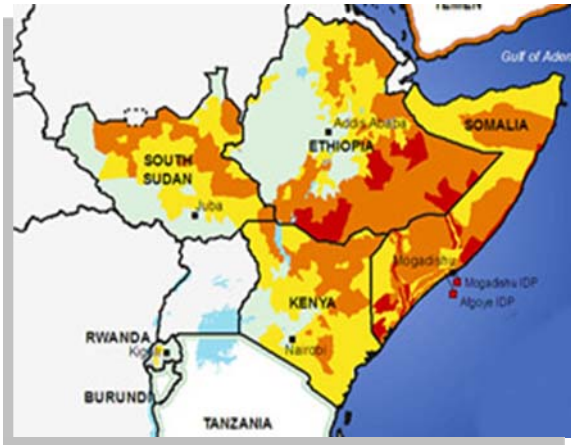 YEMEN
Gulf of Aden
Addis Ababa
ETHIOPIA
SOMALIA
SOUTH
SUDAN
Juba
Mogadishu
Mogadishu IDP
Afgoye IDP
KENYA
RWANDA
Kigali
Nairobi
BURUNDI
TANZANIA